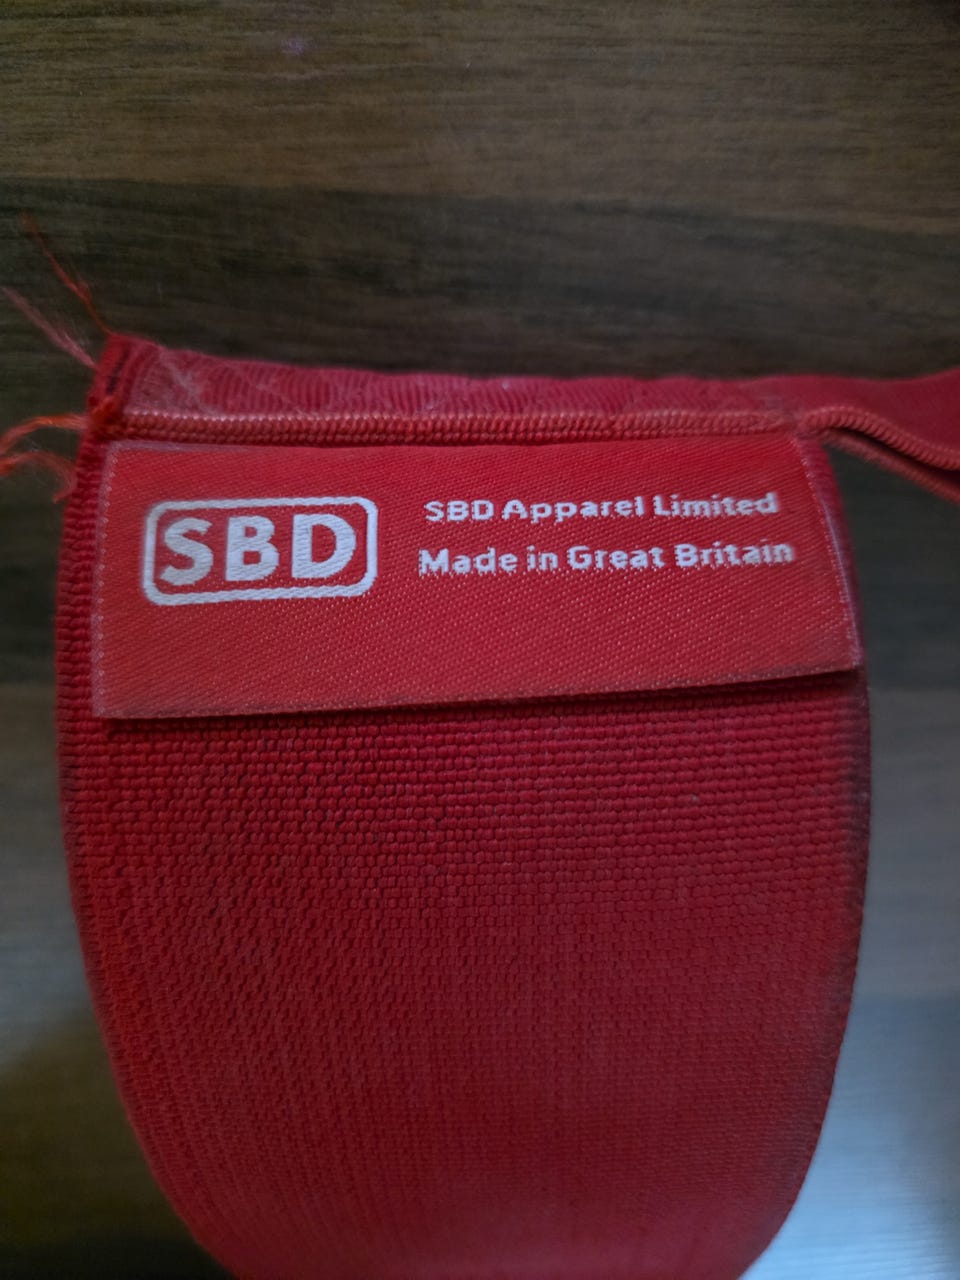 SBD
SBD Apparel Limited
Made in Great Britain